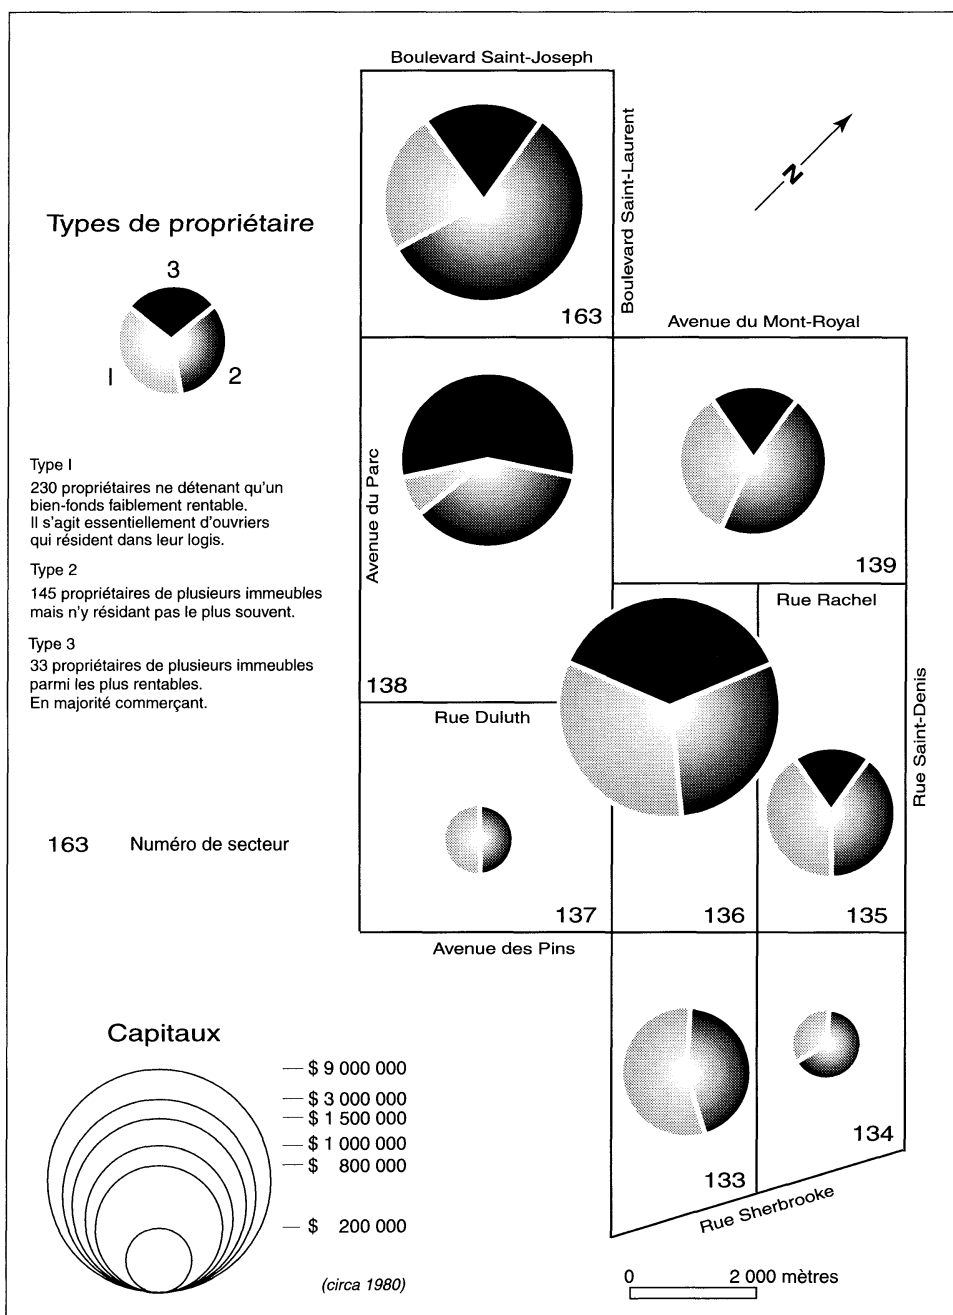 Boulevard Saint-Joseph
Boulevard Saint-Laurent
N
Types de propriétaire
3
1
2
163
Avenue du Mont-Royal
Type 1
230 propriétaires ne détenant qu'un
bien-fonds faiblement rentable.
Il s'agit essentiellement d'ouvriers
qui résident dans leur logis.
Type 2
145 propriétaires de plusieurs immeubles
mais n'y résidant pas le plus souvent.
Type 3
33 propriétaires de plusieurs immeubles
parmi les plus rentables.
En majorité commerçant.
Avenue du Parc
139
Rue Rachel
138
Rue Duluth
Rue Saint-Denis
163 Numéro de secteur
137
136
135
Avenue des Pins
Capitaux
$ 9 000 000
$ 3 000 000
$ 1 500 000
$ 1 000 000
$ 800 000
$ 200 000
(circa 1980)
134
133
Rue Sherbrooke
0 2 000 mètres